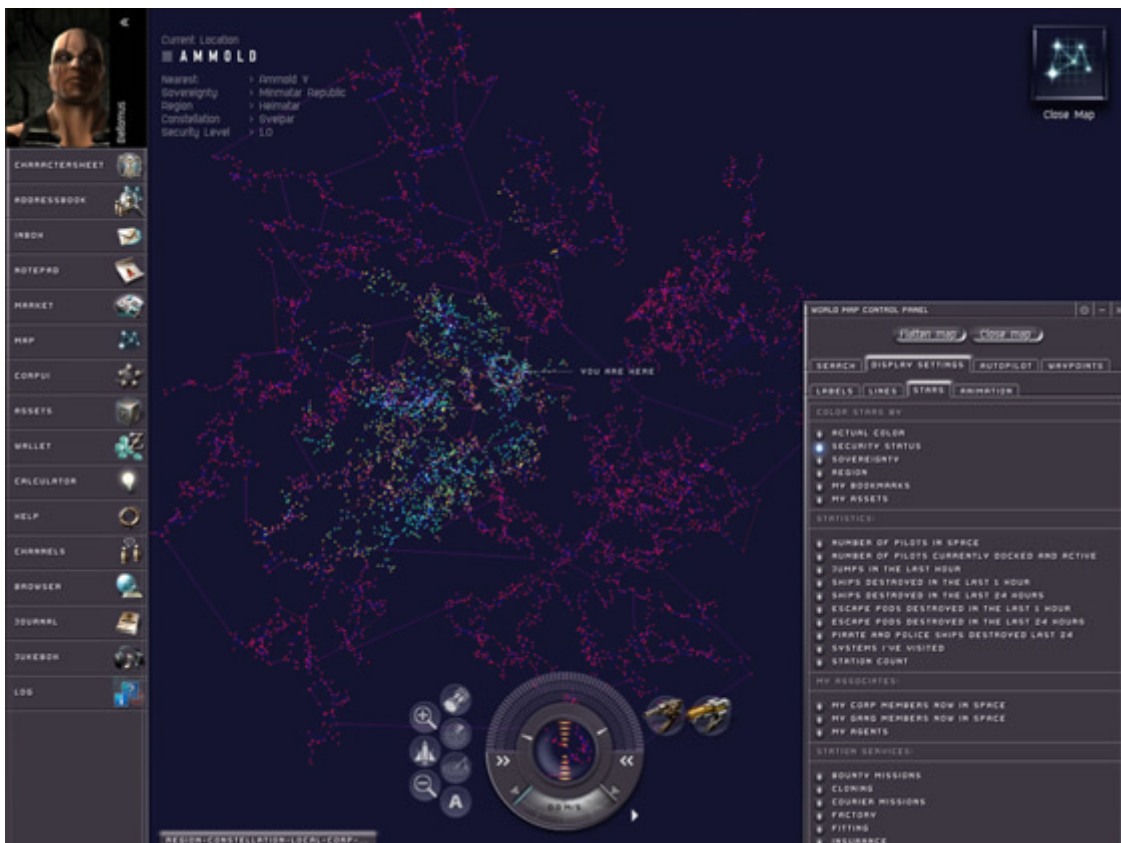 Current Location
AMMOLD
Nearest > Ammold V
Sovereignty > Minmatar Republic
Region > Heimatar
Constellation
Security Level > 1.0
Close Map
CHARACTERSHEET
ADDRESSBOOK
INBOX
NOTEPAD
MARKET
MAP
CORPUI
ASSETS
WALLET
CALCULATOR
HELP
CHANNELS
BROWSER
JOURNAL
JUKEBOX
LOG
YOU ARE HERE
WORLD MAP CONTROL PANEL
Flatten map
Close map
SEARCH
DISPLAY SETTINGS
AUTOPILOT
WAYPOINTS
LABELS
LINES
STARS
ANIMATION
COLOR STARS BY
ACTUAL COLOR
SECURITY STATUS
SOVEREIGNTY
REGION
MY BOOKMARKS
MY ASSETS
STATISTICS:
NUMBER OF PILOTS IN SPACE
NUMBER OF PILOTS CURRENTLY DOCKED AND ACTIVE
JUMPS IN THE LAST HOUR
SHIPS DESTROYED IN THE LAST 1 HOUR
SHIPS DESTROYED IN THE LAST 24 HOURS
ESCAPE PODS DESTROYED IN THE LAST 1 HOUR
ESCAPE PODS DESTROYED IN THE LAST 24 HOURS
PIRATE AND POLICE SHIPS DESTROYED LAST 24
SYSTEMS I'VE VISITED
STATION COUNT
MY ASSOCIATES:
MY CORP MEMBERS NOW IN SPACE
MY GANG MEMBERS NOW IN SPACE
MY AGENTS
STATION SERVICES:
BOUNTY MISSIONS
CLONING
COURIER MISSIONS
FACTORY
FITTING
INSURANCE
A
0.0 M/S
REGION-CONSTELLATION-LOCAL-CORP-...